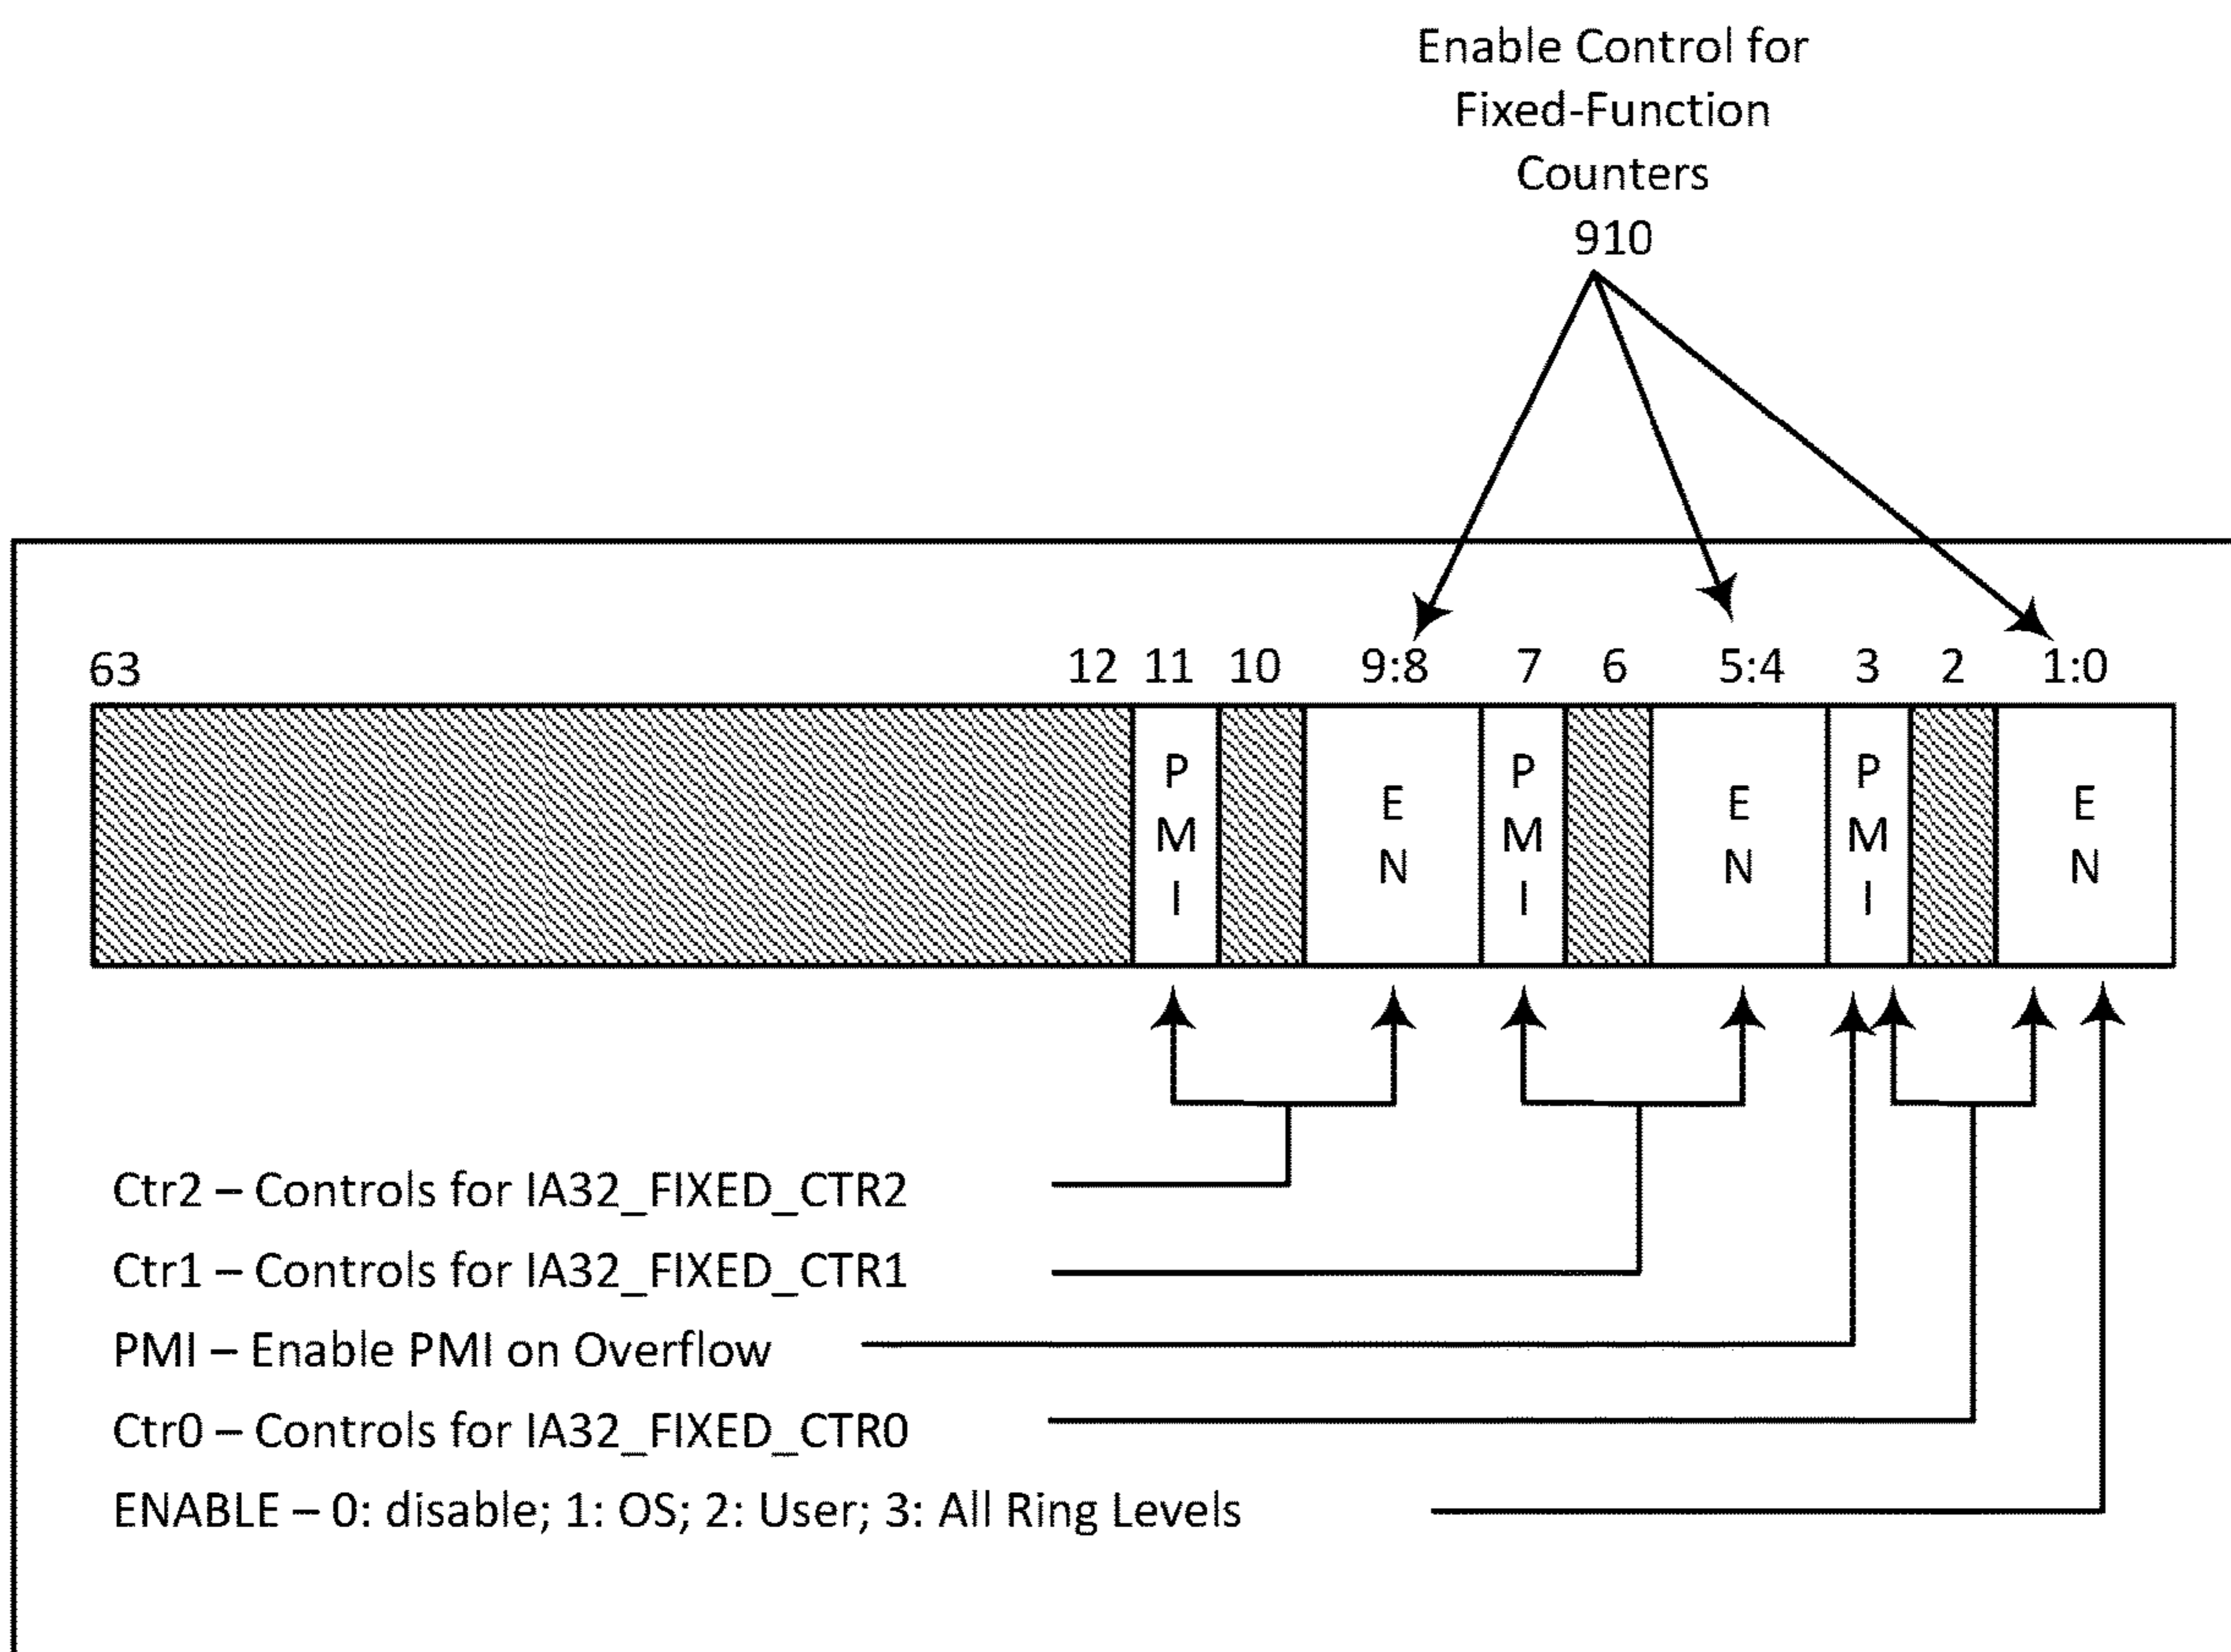 Enable Control for
Fixed-Function
Counters
910
63 12 11 10 9:8 7 6 5:4 3 2 1:0
P M I
E N
P M I
E N
P M I
E N
Ctr2 – Controls for IA32_FIXED_CTR2
Ctr1 – Controls for IA32_FIXED_CTR1
PMI – Enable PMI on Overflow
Ctr0 – Controls for IA32_FIXED_CTR0
ENABLE – 0: disable; 1: OS; 2: User; 3: All Ring Levels